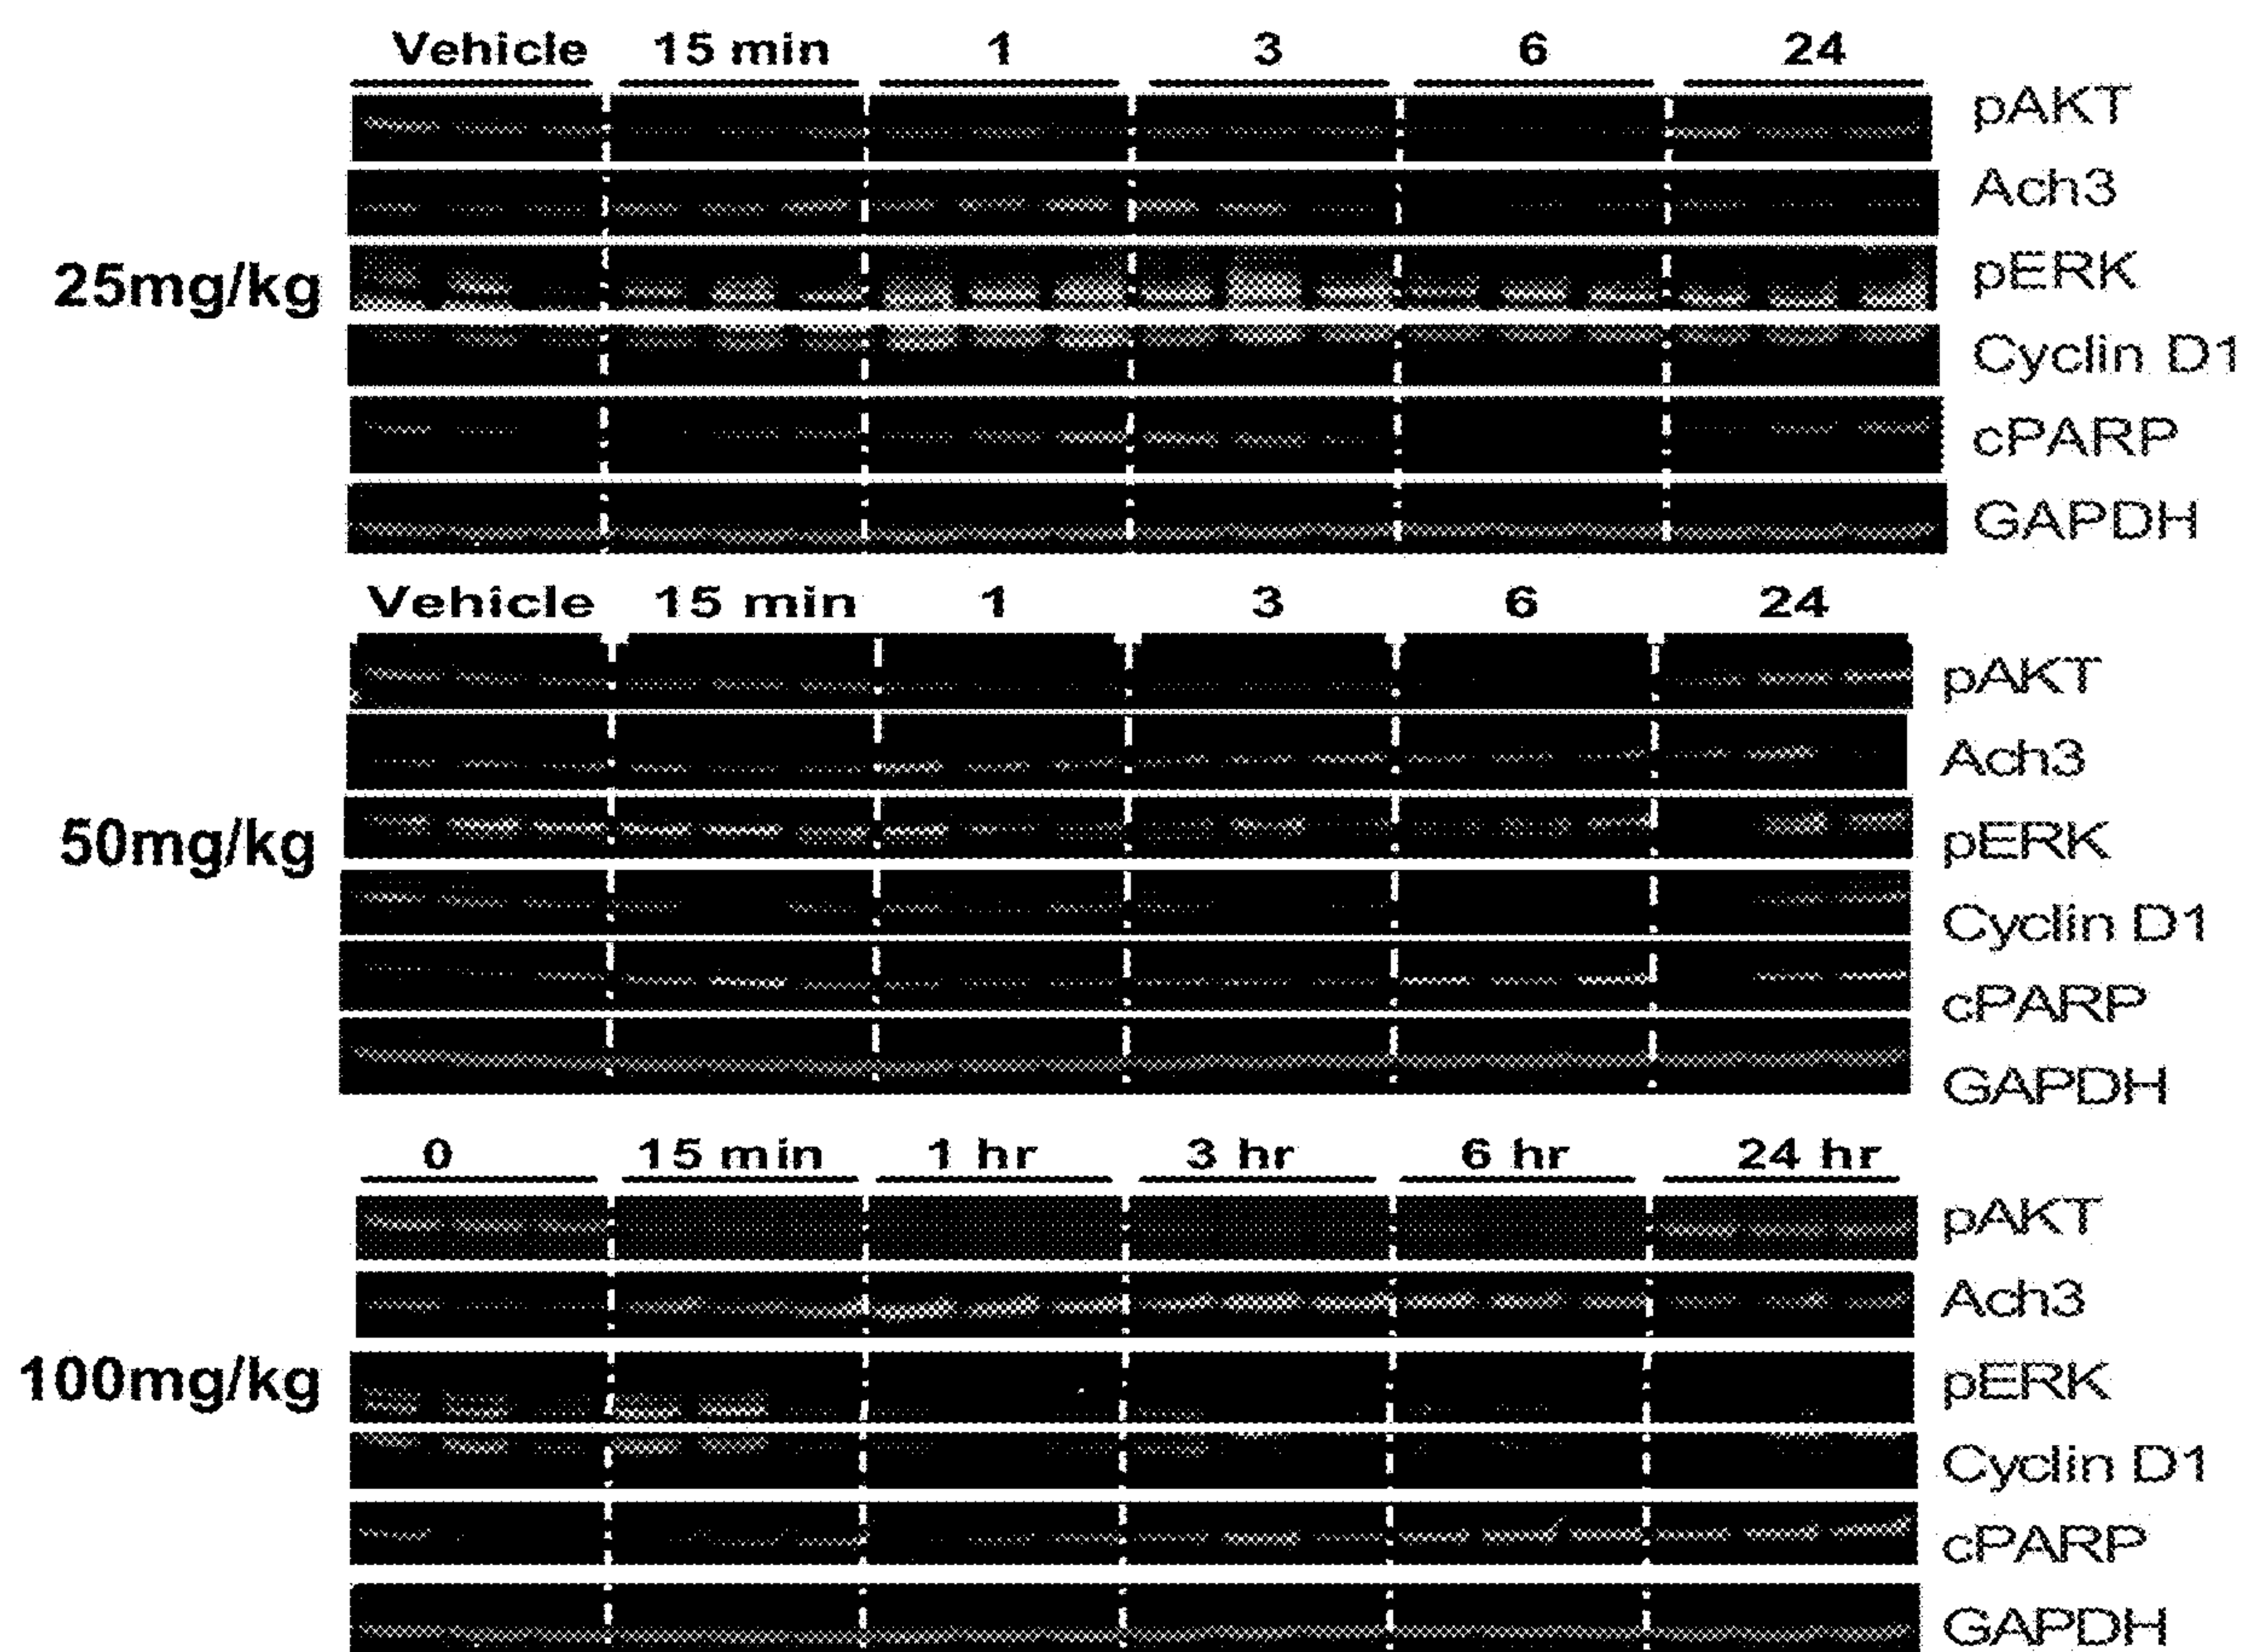 Vehicle 15 min 1 3 6 24
pAKT
Ach3
25mg/kg pERK
Cyclin D1
cPARP
GAPDH
Vehicle 15 min 1 3 6 24
pAKT
Ach3
50mg/kg pERK
Cyclin D1
cPARP
GAPDH
0 15 min 1 hr 3 hr 6 hr 24 hr
pAKT
Ach3
100mg/kg pERK
Cyclin D1
cPARP
GAPDH